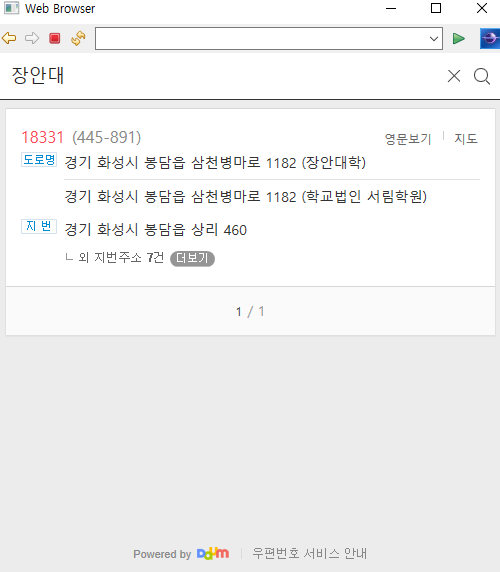 Web Browser
장안대
18331 (445-891) 영문보기 지도
도로명 경기 화성시 봉담읍 삼천병마로 1182 (장안대학)
경기 화성시 봉담읍 삼천병마로 1182 (학교법인 서림학원)
지번 경기 화성시 봉담읍 상리 460
ㄴ 외 지번주소 7건 더보기
1 / 1
Powered by Daum 우편번호 서비스 안내